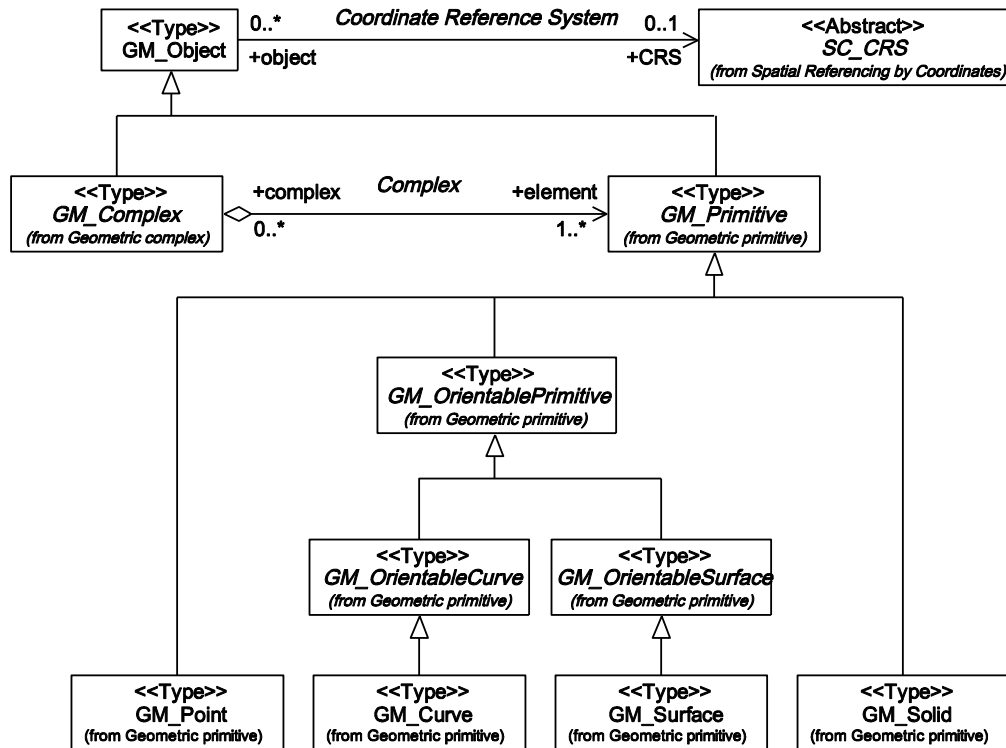 <<Type>>
GM_Object
0..*
Coordinate Reference System
0..1
+object
+CRS
<<Abstract>>
SC_CRS
(from Spatial Referencing by Coordinates)
<<Type>>
GM_Complex
(from Geometric complex)
+complex
Complex
+element
0..*
1..*
<<Type>>
GM_Primitive
(from Geometric primitive)
<<Type>>
GM_OrientablePrimitive
(from Geometric primitive)
<<Type>>
GM_OrientableCurve
(from Geometric primitive)
<<Type>>
GM_OrientableSurface
(from Geometric primitive)
<<Type>>
GM_Point
(from Geometric primitive)
<<Type>>
GM_Curve
(from Geometric primitive)
<<Type>>
GM_Surface
(from Geometric primitive)
<<Type>>
GM_Solid
(from Geometric primitive)